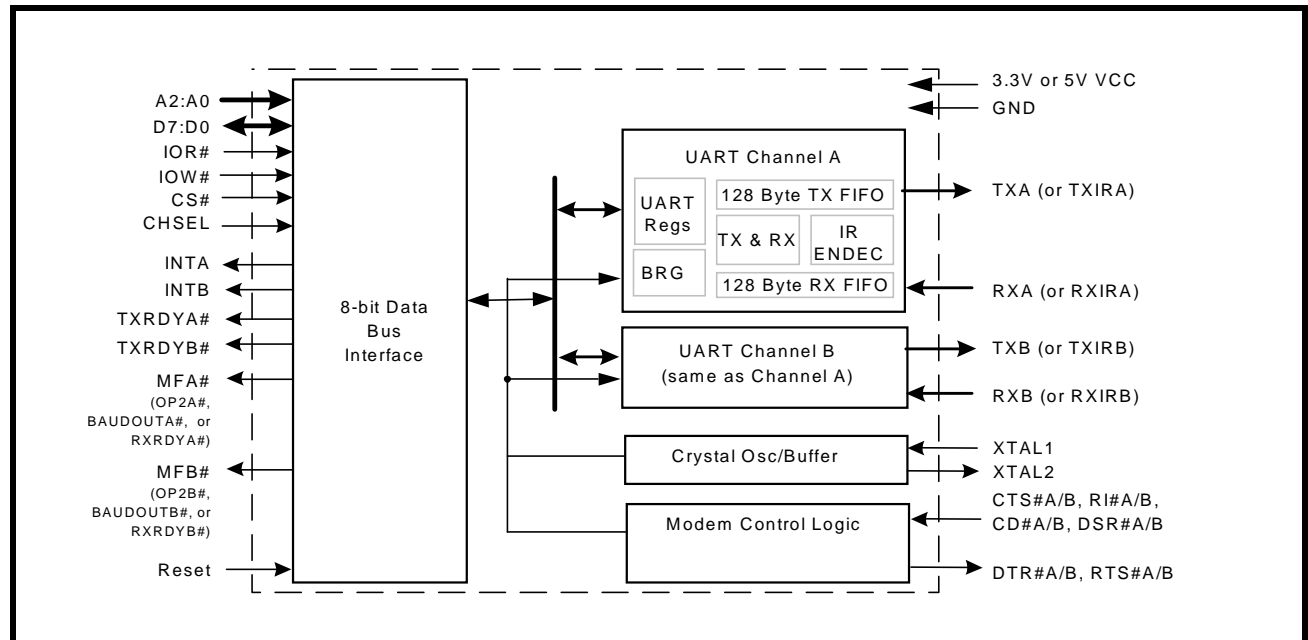 A2:A0
D7:D0
IOR#
IOW#
CS#
CHSEL
INTA
INTB
TXRDYA#
TXRDYB#
MFA#
(OP2A#,
BAUDOUTA#, or
RXRDYA#)
MFB#
(OP2B#,
BAUDOUTB#, or
RXRDYB#)
Reset
8-bit Data
Bus
Interface
UART Channel A
UART
Regs
BRG
128 Byte TX FIFO
TX & RX
IR
ENDEC
128 Byte RX FIFO
UART Channel B
(same as Channel A)
Crystal Osc/Buffer
Modem Control Logic
3.3V or 5V VCC
GND
TXA (or TXIRA)
RXA (or RXIRA)
TXB (or TXIRB)
RXB (or RXIRB)
XTAL1
XTAL2
CTS#A/B, RI#A/B,
CD#A/B, DSR#A/B
DTR#A/B, RTS#A/B